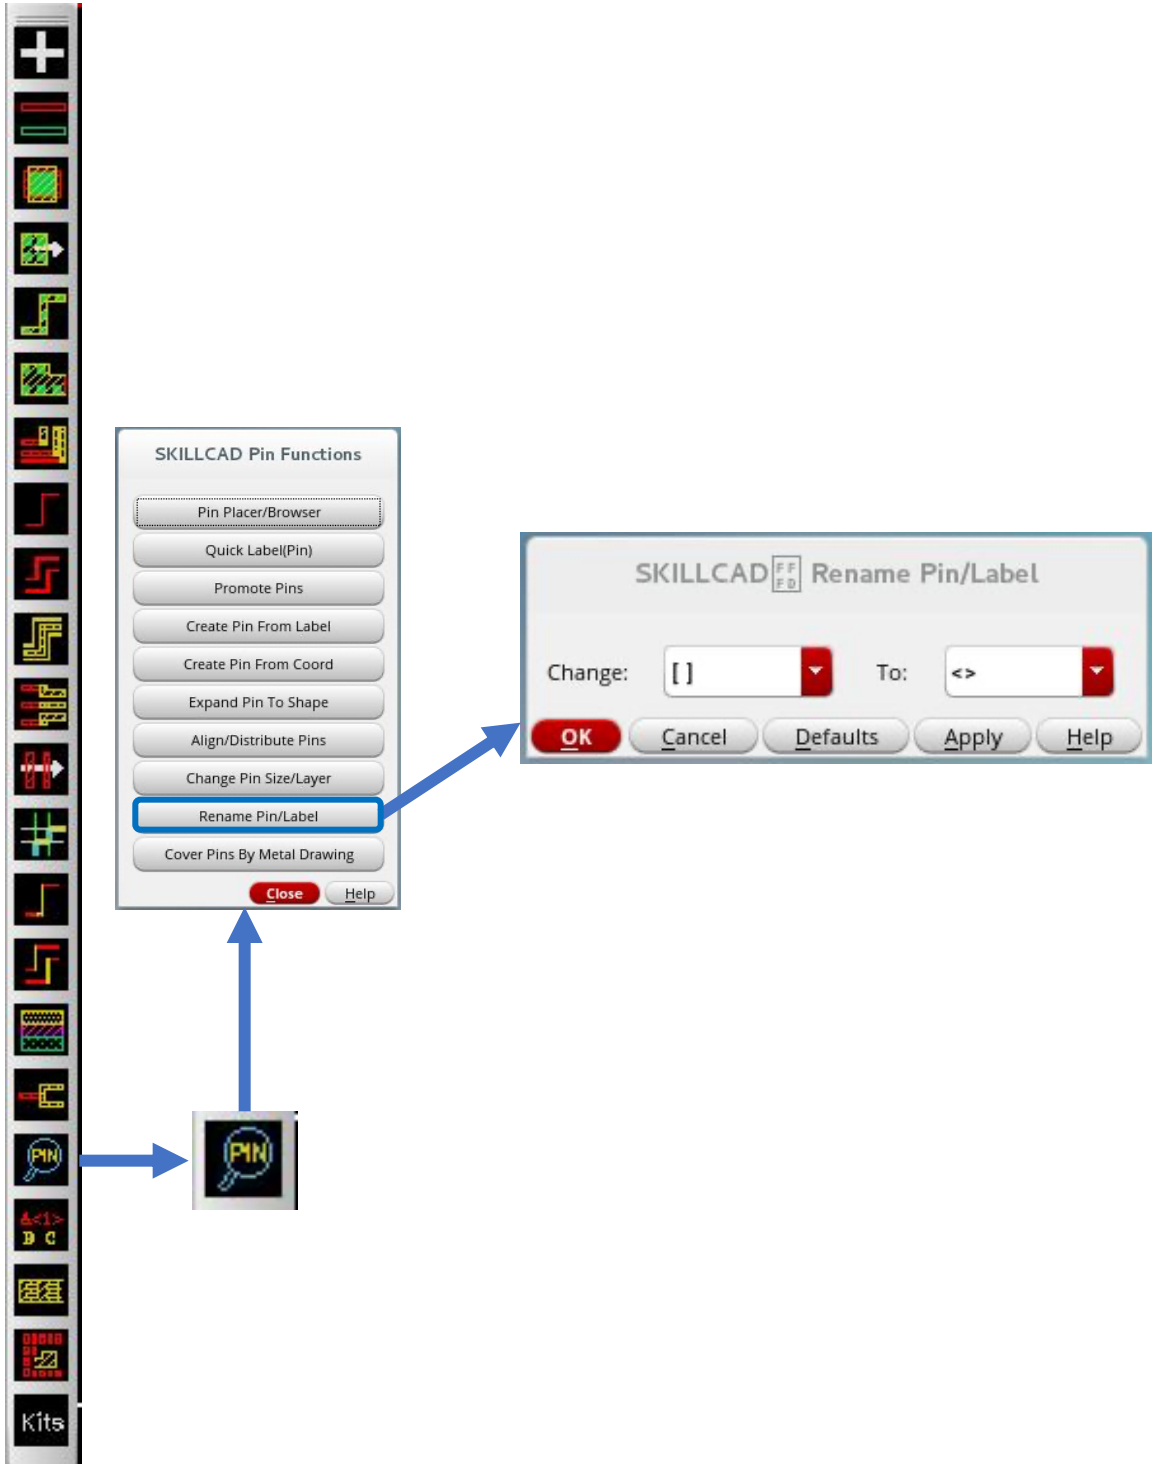 SKILLCAD Pin Functions
Pin Placer/Browser
Quick Label(Pin)
Promote Pins
Create Pin From Label
Create Pin From Coord
Expand Pin To Shape
Align/Distribute Pins
Change Pin Size/Layer
Rename Pin/Label
Cover Pins By Metal Drawing
Close Help
SKILLCAD FFFD Rename Pin/Label
Change: [ ] To: <>
OK Cancel Defaults Apply Help
PIN
PIN
A<1>
B C
Kits